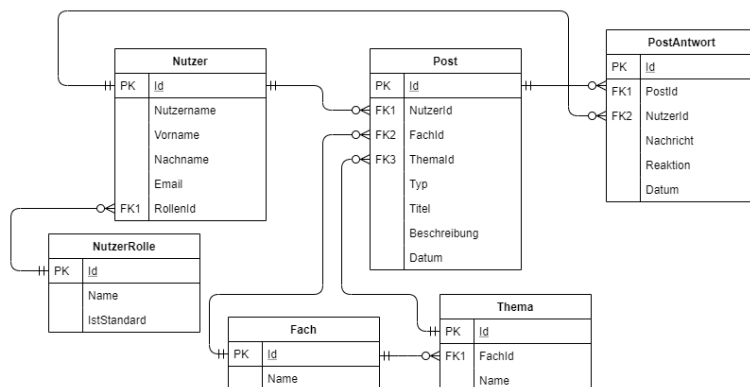 Nutzer
PK Id
Nutzername
Vorname
Nachname
Email
FK1 RollenId
Post
PK Id
FK1 NutzerId
FK2 FachId
FK3 ThemaId
Typ
Titel
Beschreibung
Datum
PostAntwort
PK Id
FK1 PostId
FK2 NutzerId
Nachricht
Reaktion
Datum
NutzerRolle
PK Id
Name
IstStandard
Fach
PK Id
Name
Thema
PK Id
FK1 FachId
Name